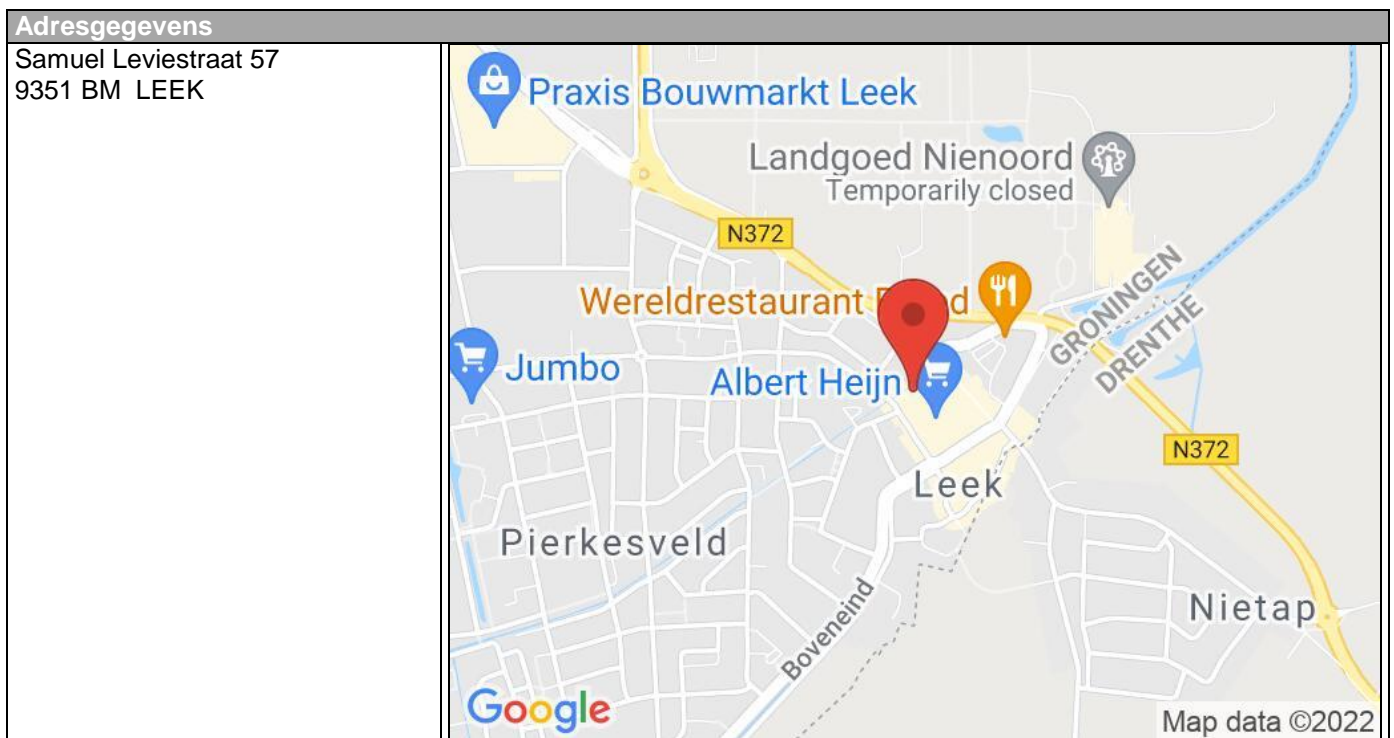 Adresgegevens
Samuel Leviestraat 57
9351 BM  LEEK
Praxis Bouwmarkt Leek
Landgoed Nienoord
Temporarily closed
N372
GRONINGEN
DRENTHE
Wereldrestaurant
Jumbo
Albert Heijn
N372
Leek
Pierkesveld
Nietap
Boveneind
Google
Map data ©2022